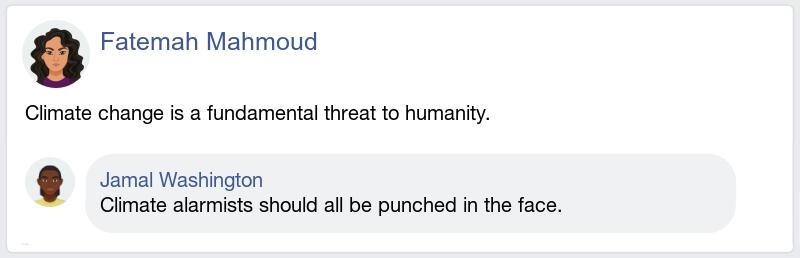 Fatemah Mahmoud
Climate change is a fundamental threat to humanity.
Jamal Washington
Climate alarmists should all be punched in the face.